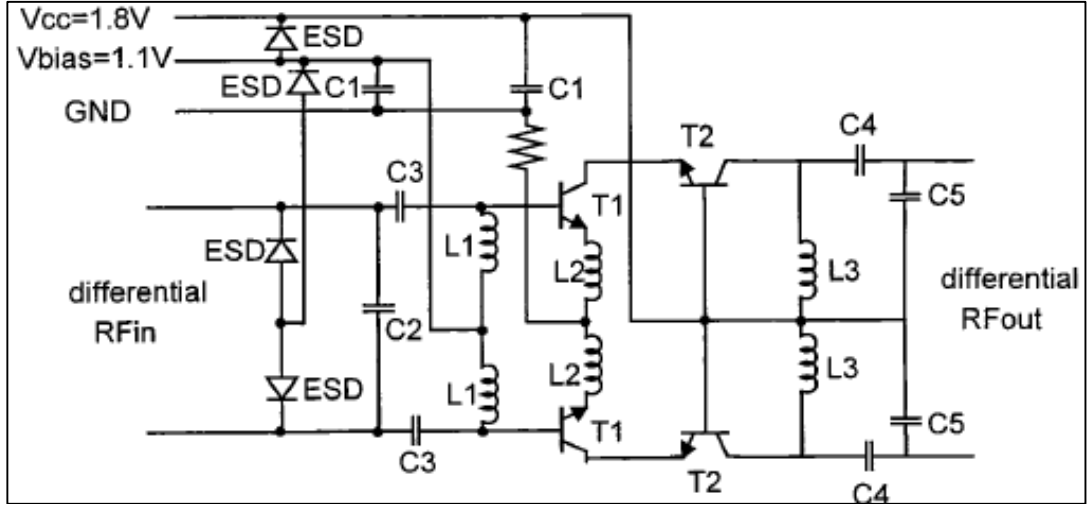 Vcc=1.8V
ESD
Vbias=1.1V
ESD
C1
C1
GND
T2
C4
C3
T1
C5
ESD
L1
L2
L3
differential
RFin
C2
differential
RFout
ESD
L1
L2
L3
T1
C5
C3
T2
C4